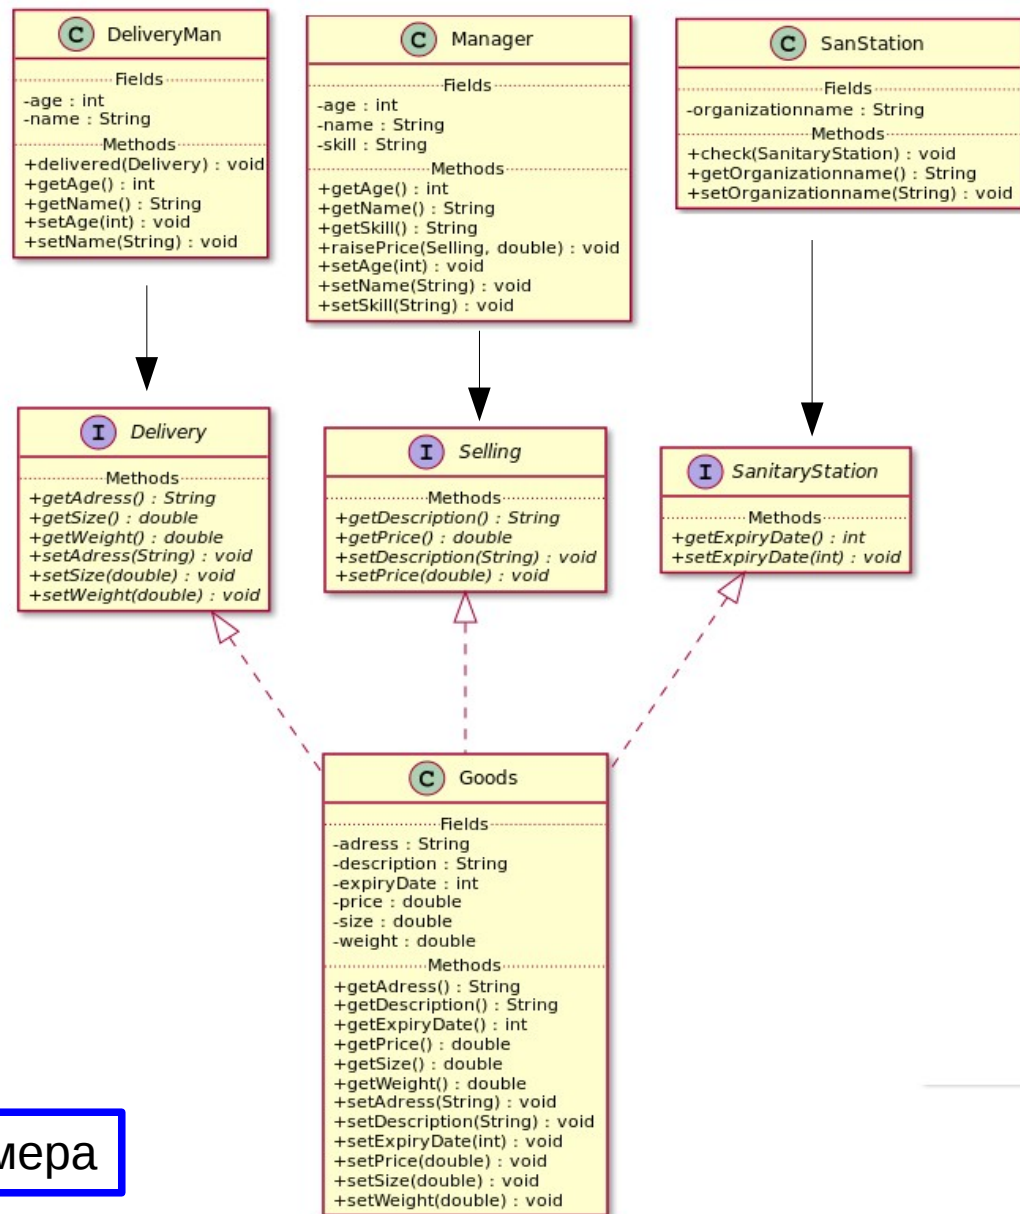 C DeliveryMan
Fields
-age : int
-name : String
Methods
+delivered(Delivery) : void
+getAge() : int
+getName() : String
+setAge(int) : void
+setName(String) : void
C Manager
Fields
-age : int
-name : String
-skill : String
Methods
+getAge() : int
+getName() : String
+getSkill() : String
+raisePrice(Selling, double) : void
+setAge(int) : void
+setName(String) : void
+setSkill(String) : void
C SanStation
Fields
-organizationname : String
Methods
+check(SanitaryStation) : void
+getOrganizationname() : String
+setOrganizationname(String) : void
I Delivery
Methods
+getAdress() : String
+getSize() : double
+getWeight() : double
+setAdress(String) : void
+setSize(double) : void
+setWeight(double) : void
I Selling
Methods
+getDescription() : String
+getPrice() : double
+setDescription(String) : void
+setPrice(double) : void
I SanitaryStation
Methods
+getExpiryDate() : int
+setExpiryDate(int) : void
C Goods
Fields
-adress : String
-description : String
-expiryDate : int
-price : double
-size : double
-weight : double
Methods
+getAdress() : String
+getDescription() : String
+getExpiryDate() : int
+getPrice() : double
+getSize() : double
+getWeight() : double
+setAdress(String) : void
+setDescription(String) : void
+setExpiryDate(int) : void
+setPrice(double) : void
+setSize(double) : void
+setWeight(double) : void